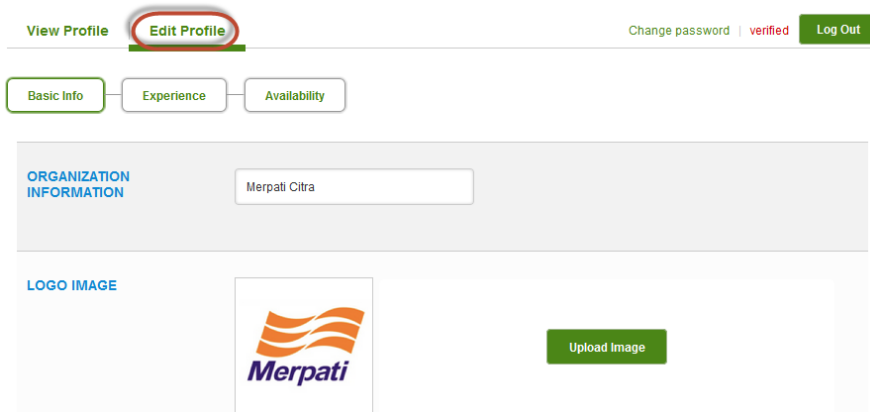 View Profile Edit Profile Change password | verified Log Out
Basic Info Experience Availability
ORGANIZATION
INFORMATION
Merpati Citra
LOGO IMAGE
Merpati
Upload Image